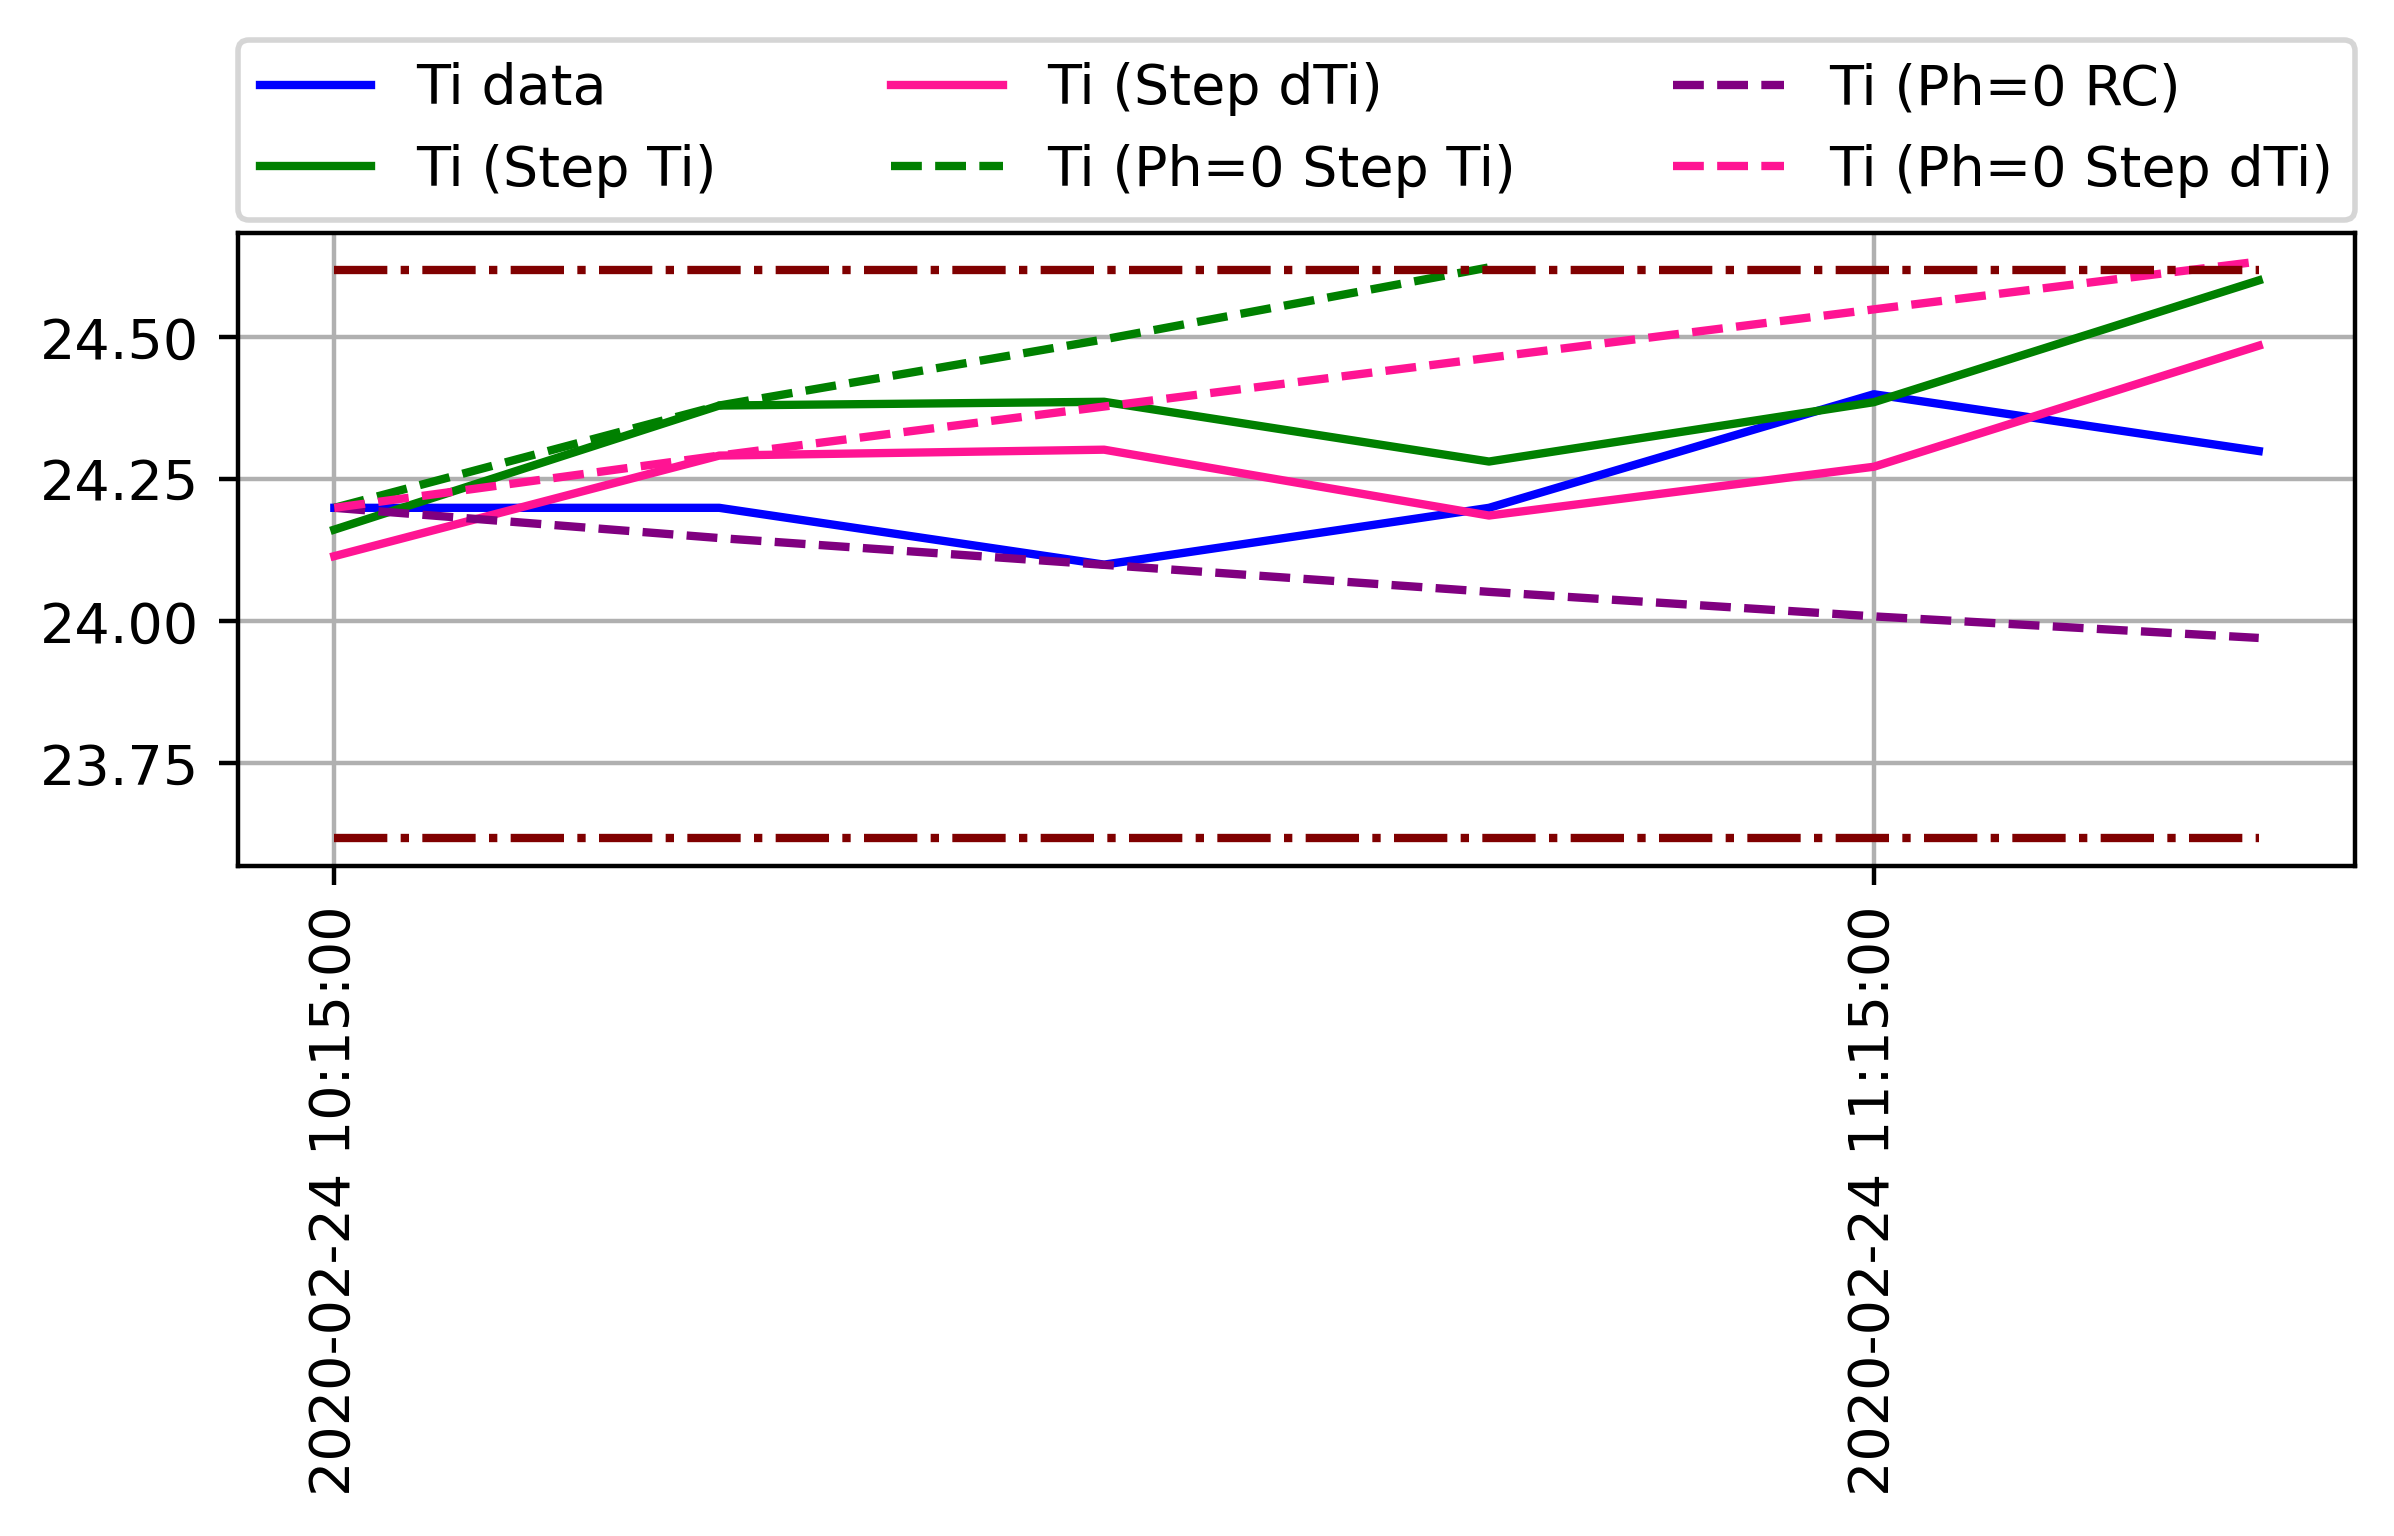 Ti data
Ti (Step Ti)
Ti (Step dTi)
Ti (Ph=0 Step Ti)
Ti (Ph=0 RC)
Ti (Ph=0 Step dTi)
24.50
24.25
24.00
23.75
2020-02-24 10:15:00
2020-02-24 11:15:00